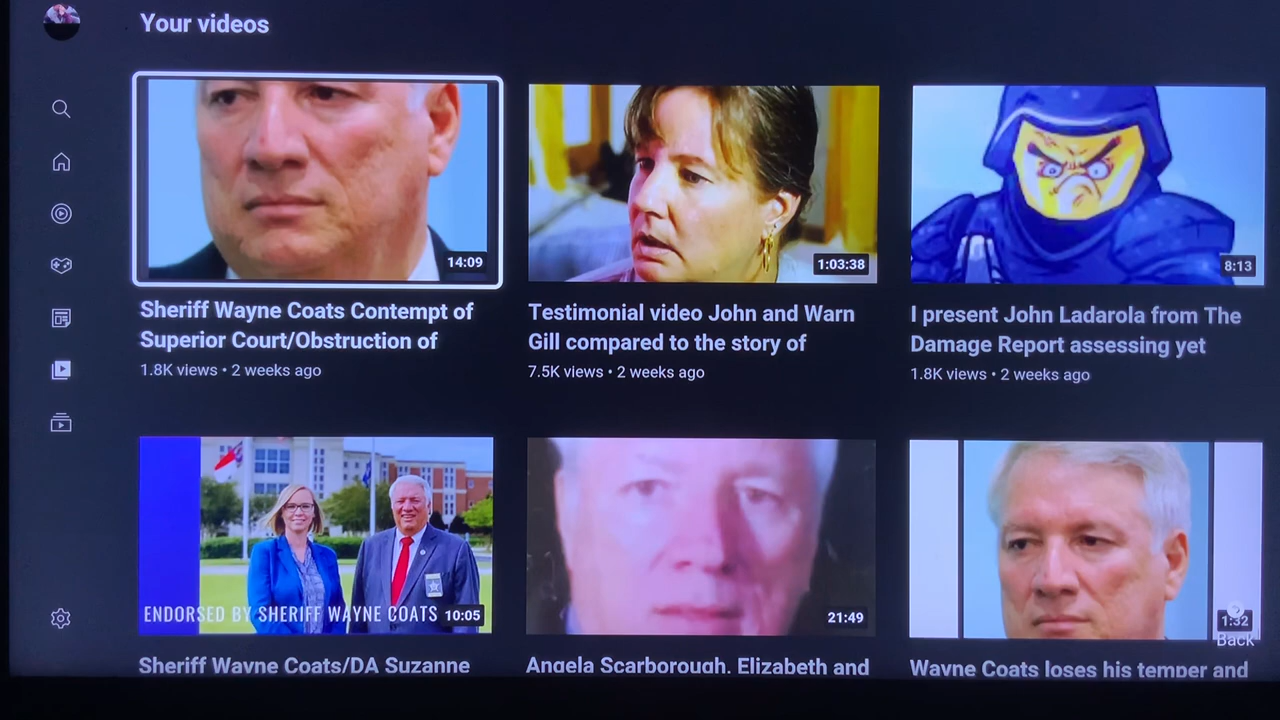 Your videos
14:09
1:03:38
8:13
Sheriff Wayne Coats Contempt of
Superior Court/Obstruction of
1.8K views • 2 weeks ago
Testimonial video John and Warn
Gill compared to the story of
7.5K views • 2 weeks ago
I present John Ladarola from The
Damage Report assessing yet
1.8K views • 2 weeks ago
ENDORSED BY SHERIFF WAYNE COATS
10:05
21:49
1:32
Back
Sheriff Wayne Coats/DA Suzanne
Angela Scarborough, Elizabeth and
Wayne Coats loses his temper and